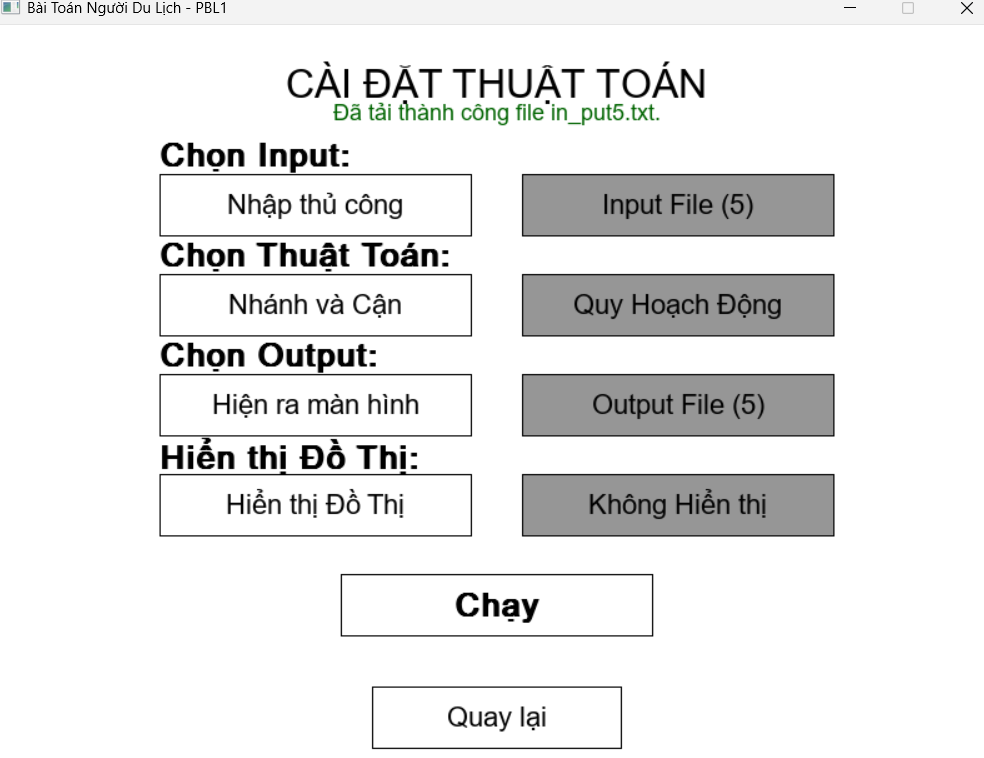 Bài Toán Người Du Lịch - PBL1
CÀI ĐẶT THUẬT TOÁN
Đã tải thành công file in_put5.txt.
Chọn Input:
Nhập thủ công Input File (5)
Chọn Thuật Toán:
Nhánh và Cận Quy Hoạch Động
Chọn Output:
Hiện ra màn hình Output File (5)
Hiển thị Đồ Thị:
Hiển thị Đồ Thị Không Hiển thị
Chạy
Quay lại